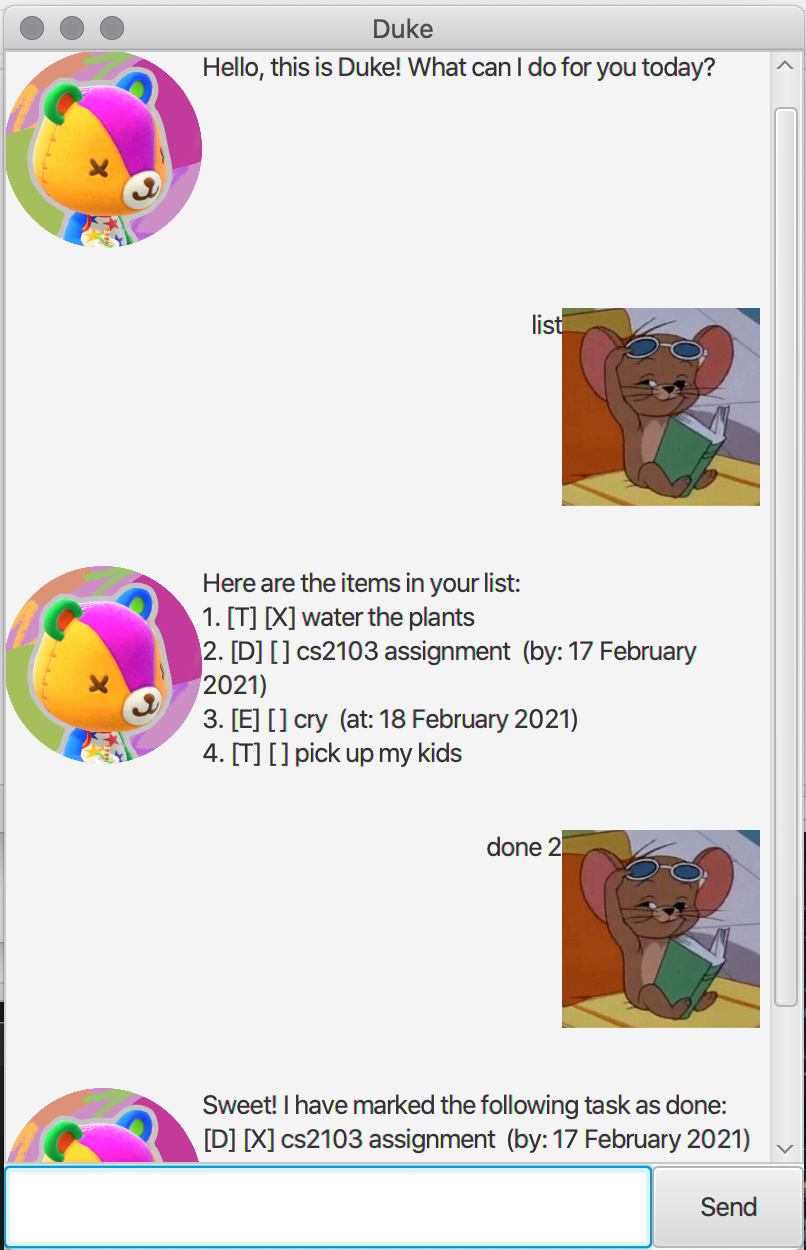 Duke
Hello, this is Duke! What can I do for you today?
list
Here are the items in your list:
1. [T] [X] water the plants
2. [D] [ ] cs2103 assignment  (by: 17 February
2021)
3. [E] [ ] cry  (at: 18 February 2021)
4. [T] [ ] pick up my kids
done 2
Sweet! I have marked the following task as done:
[D] [X] cs2103 assignment  (by: 17 February 2021)
Send